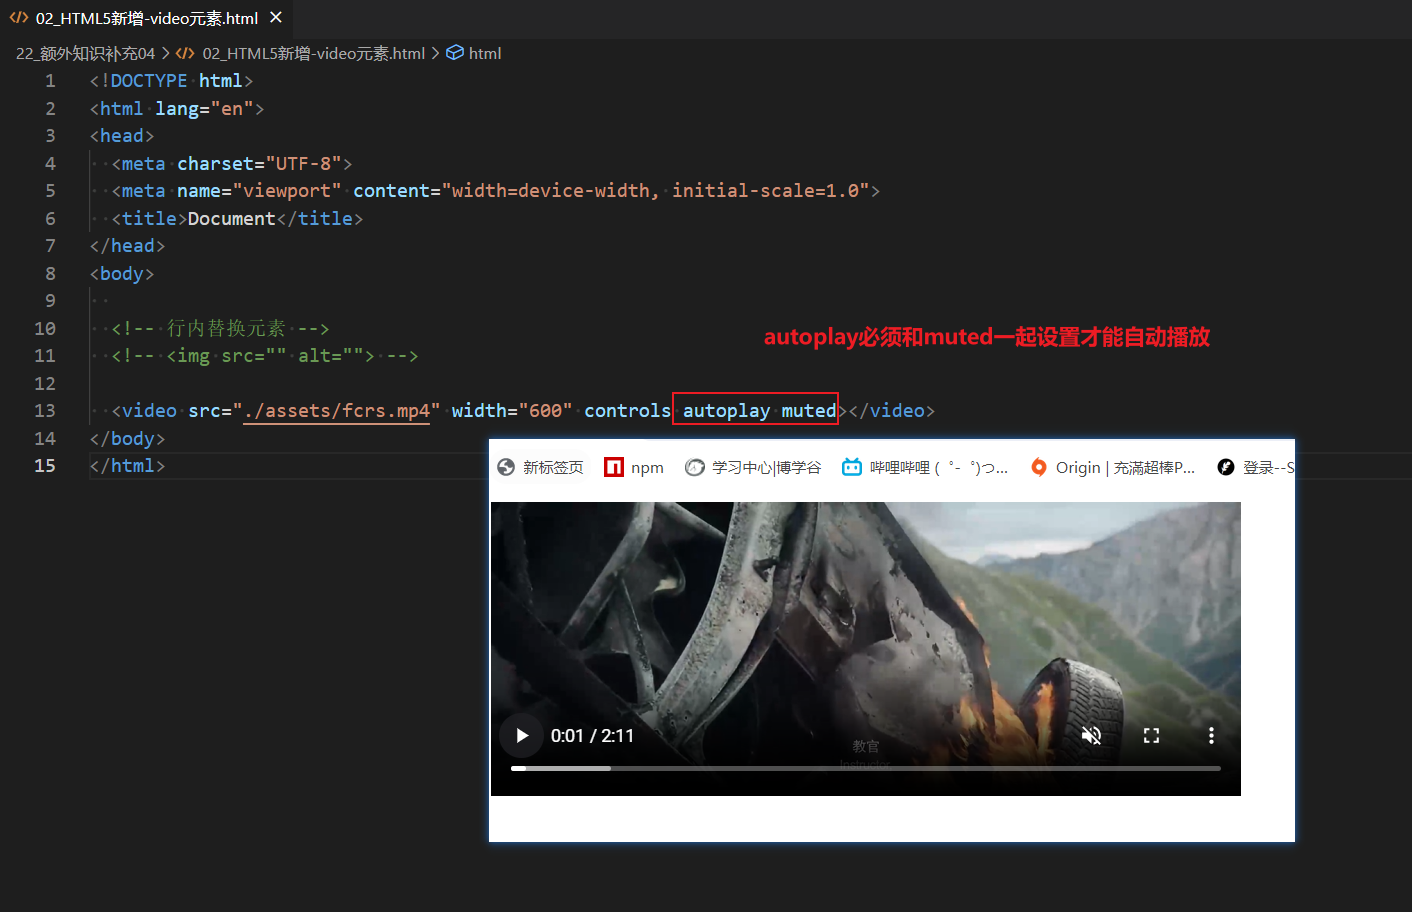 02_HTML5新增-video元素.html
22_额外知识补充04 > 02_HTML5新增-video元素.html > html
1 <!DOCTYPE html>
2 <html lang="en">
3 <head>
4 <meta charset="UTF-8">
5 <meta name="viewport" content="width=device-width, initial-scale=1.0">
6 <title>Document</title>
7 </head>
8 <body>
9
10 <!-- 行内替换元素 -->
11 <!-- <img src="" alt=""> -->
autoplay必须和muted一起设置才能自动播放
12
13 <video src="./assets/fcrs.mp4" width="600" controls autoplay muted></video>
14 </body>
15 </html>
新标签页 npm 学习中心|博学谷 哔哩哔哩 ( ゜- ゜)つ... Origin | 充滿超棒P... 登录--S
0:01 / 2:11
教官
Instructor